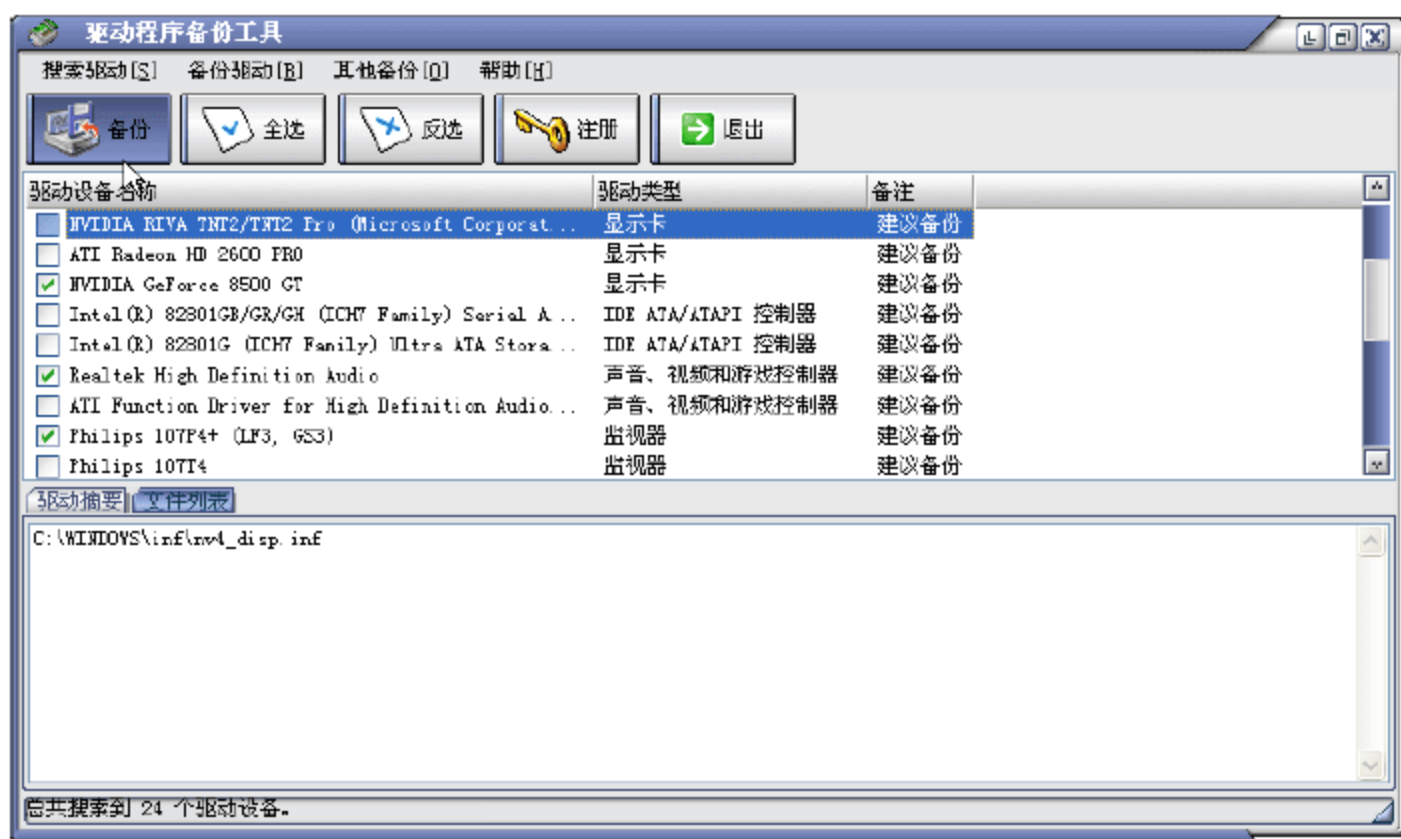 驱动程序备份工具
搜索驱动[S] 备份驱动[B] 其他备份[O] 帮助[H]
备份 全选 反选 注册 退出
驱动设备名称 驱动类型 备注
NVIDIA RIVA TNT2/TNT2 Pro (Microsoft Corporat... 显示卡 建议备份
ATI Radeon HD 2600 PRO 显示卡 建议备份
NVIDIA GeForce 8500 GT 显示卡 建议备份
Intel(R) 82801GB/GR/GH (ICH7 Family) Serial A... IDE ATA/ATAPI 控制器 建议备份
Intel(R) 82801G (ICH7 Family) Ultra ATA Stora... IDE ATA/ATAPI 控制器 建议备份
Realtek High Definition Audio 声音、视频和游戏控制器 建议备份
ATI Function Driver for High Definition Audio... 声音、视频和游戏控制器 建议备份
Philips 107P4+ (LF3, GS3) 监视器 建议备份
Philips 107T4 监视器 建议备份
驱动摘要 文件列表
C:\WINDOWS\inf\nv4_disp.inf
总共搜索到 24 个驱动设备。